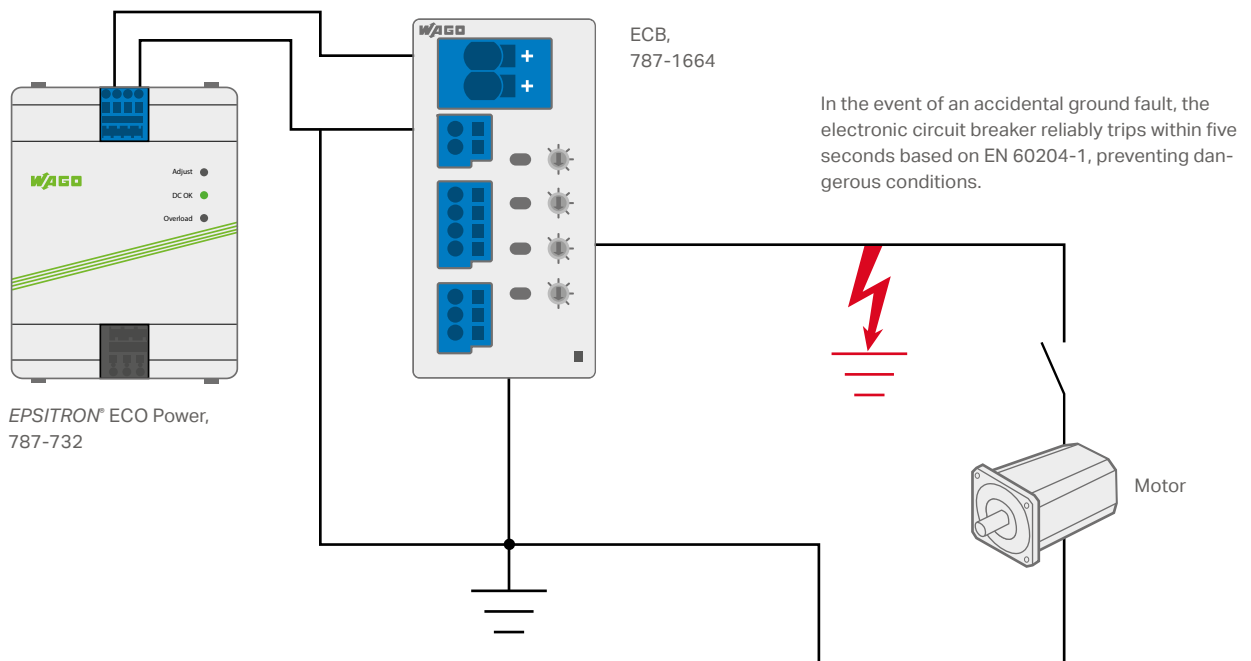 WAGO
ECB,
787-1664
+
+
In the event of an accidental ground fault, the
electronic circuit breaker reliably trips within five
seconds based on EN 60204-1, preventing dan-
gerous conditions.
WAGO
Adjust
DC OK
Overload
EPSITRON® ECO Power,
787-732
Motor